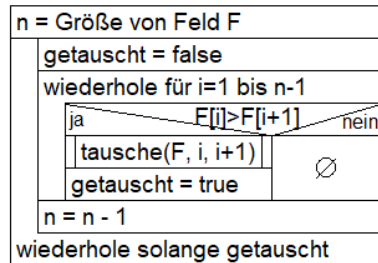 n = Größe von Feld F
getauscht = false
wiederhole für i=1 bis n-1
ja F[i]>F[i+1] nein
tausche(F, i, i+1)
∅
getauscht = true
n = n - 1
wiederhole solange getauscht